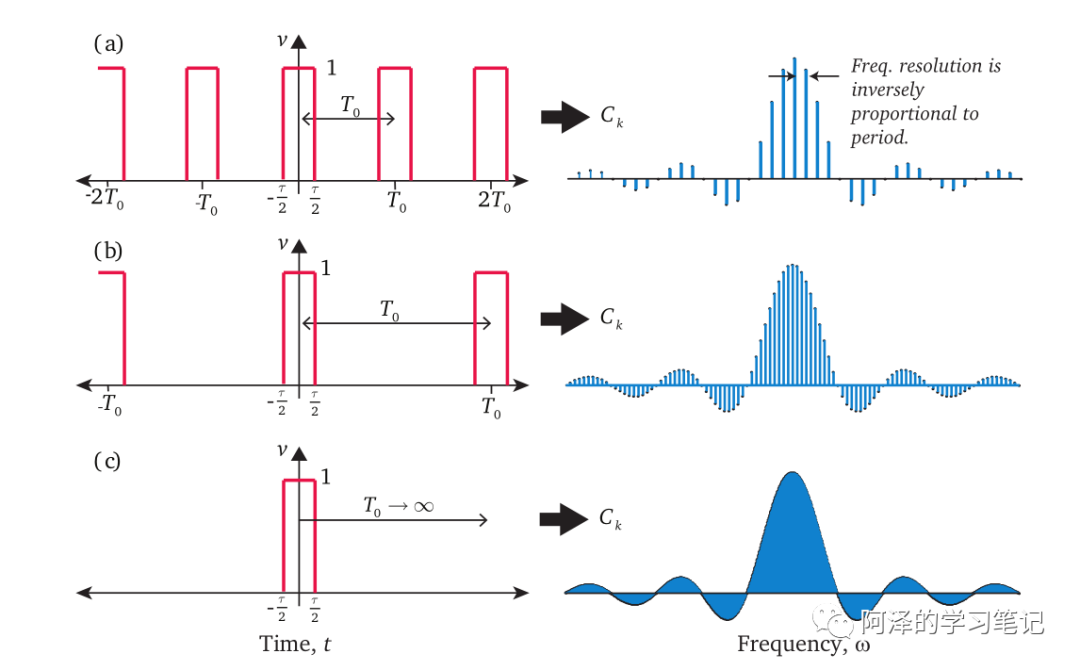 (a)
v
1
T₀
-2T₀
-T₀
-τ/2
τ/2
T₀
2T₀
Cₖ
Freq. resolution is
inversely
proportional to
period.
(b)
v
1
T₀
-T₀
-τ/2
τ/2
T₀
Cₖ
(c)
v
1
T₀ → ∞
-τ/2
τ/2
Cₖ
Time, t
Frequency, ω
阿泽的学习笔记